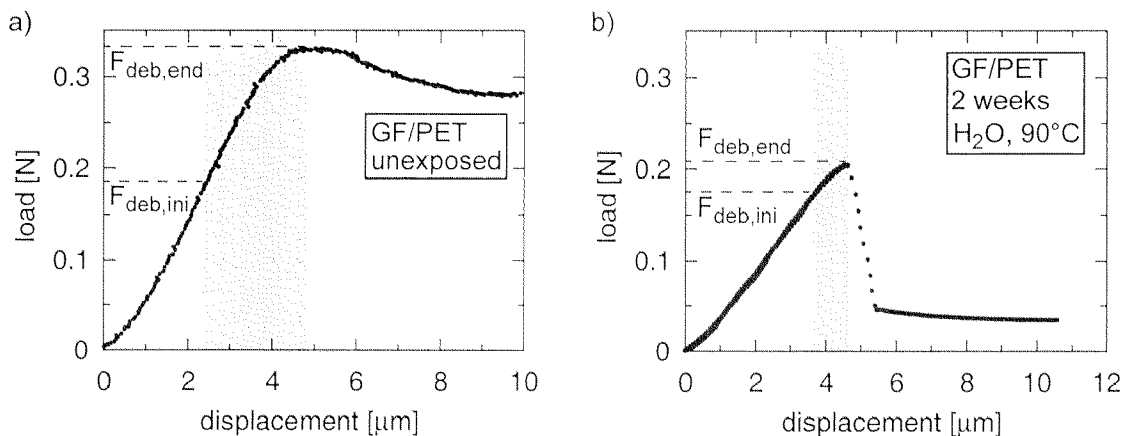 a)
F_deb,end
F_deb,ini
GF/PET
unexposed
load [N]
0.3
0.2
0.1
0
0 2 4 6 8 10
displacement [µm]
b)
GF/PET
2 weeks
H₂O, 90°C
F_deb,end
F_deb,ini
load [N]
0.3
0.2
0.1
0
0 2 4 6 8 10 12
displacement [µm]